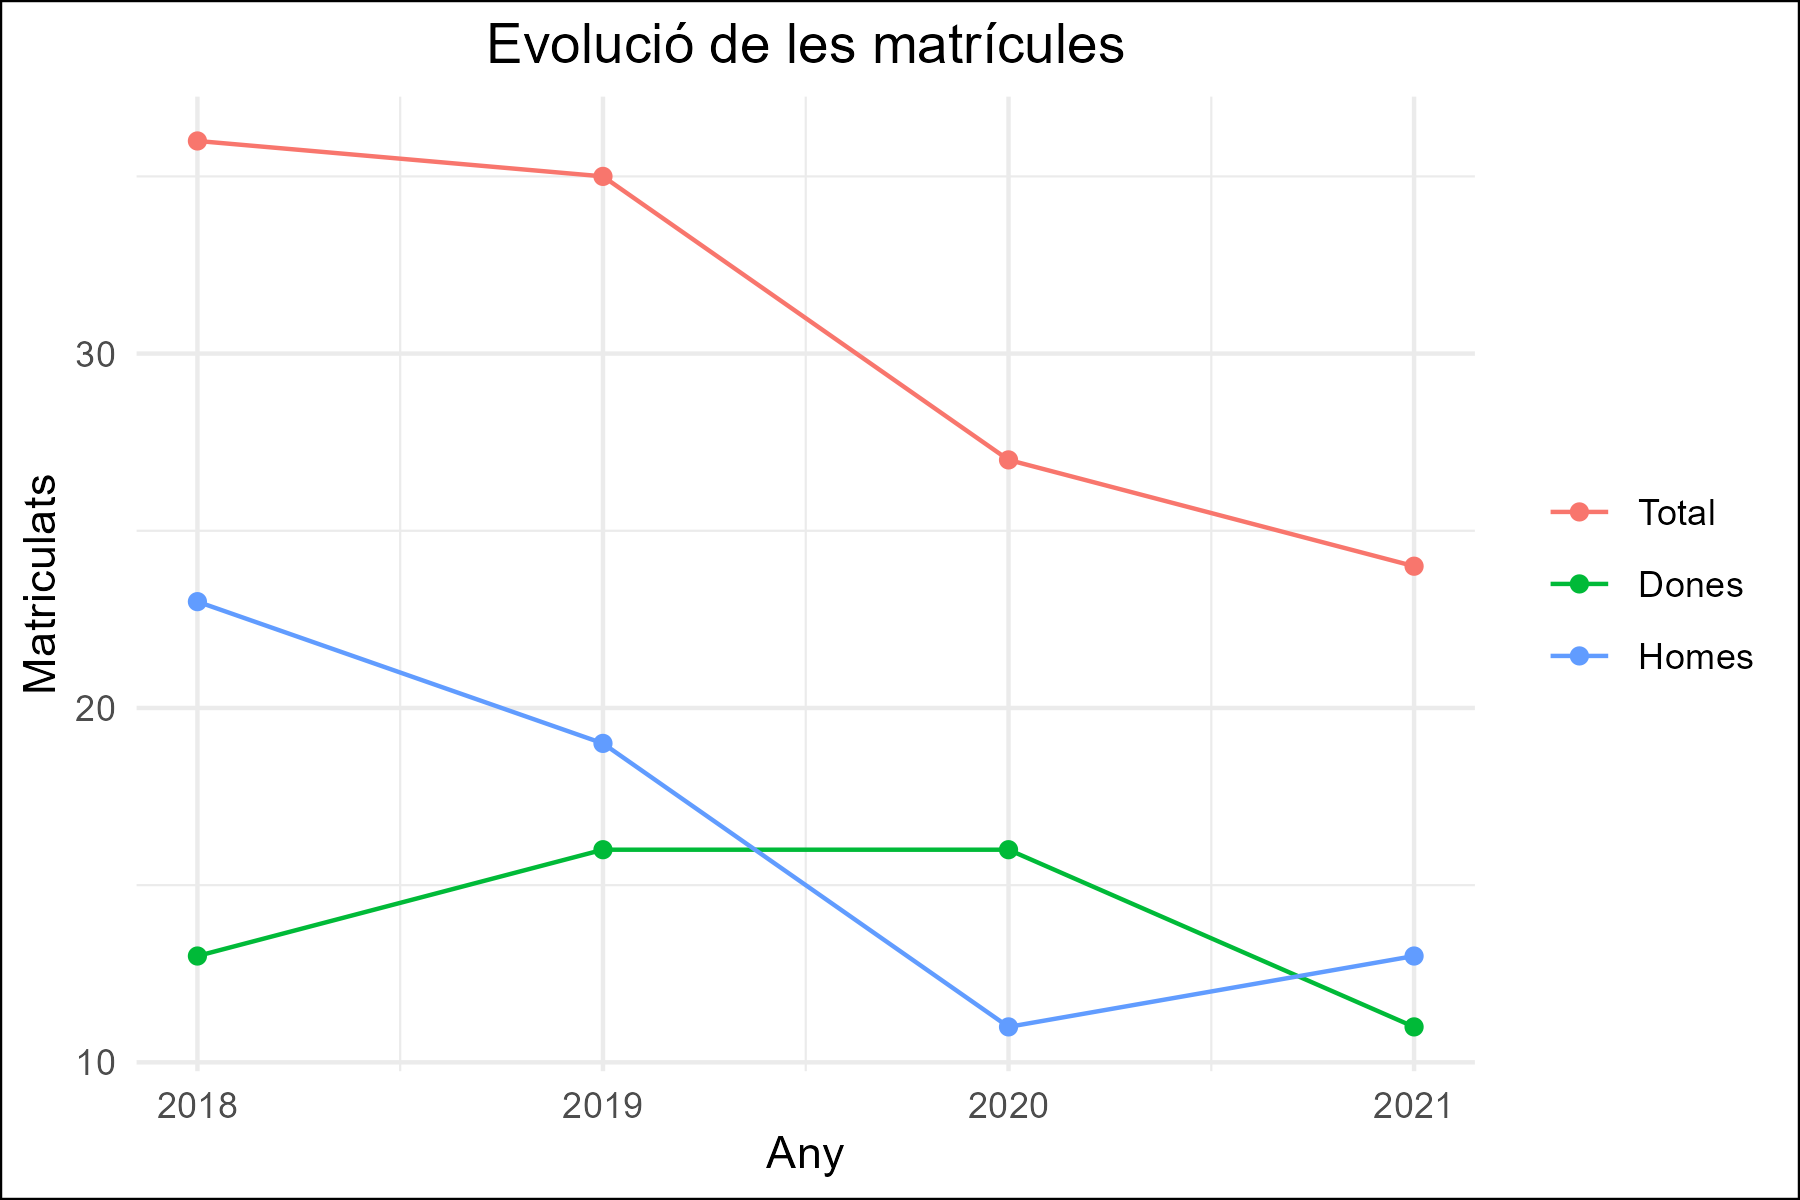 Evolució de les matrícules
Matriculats
30
20
10
2018
2019
2020
2021
Any
Total
Dones
Homes